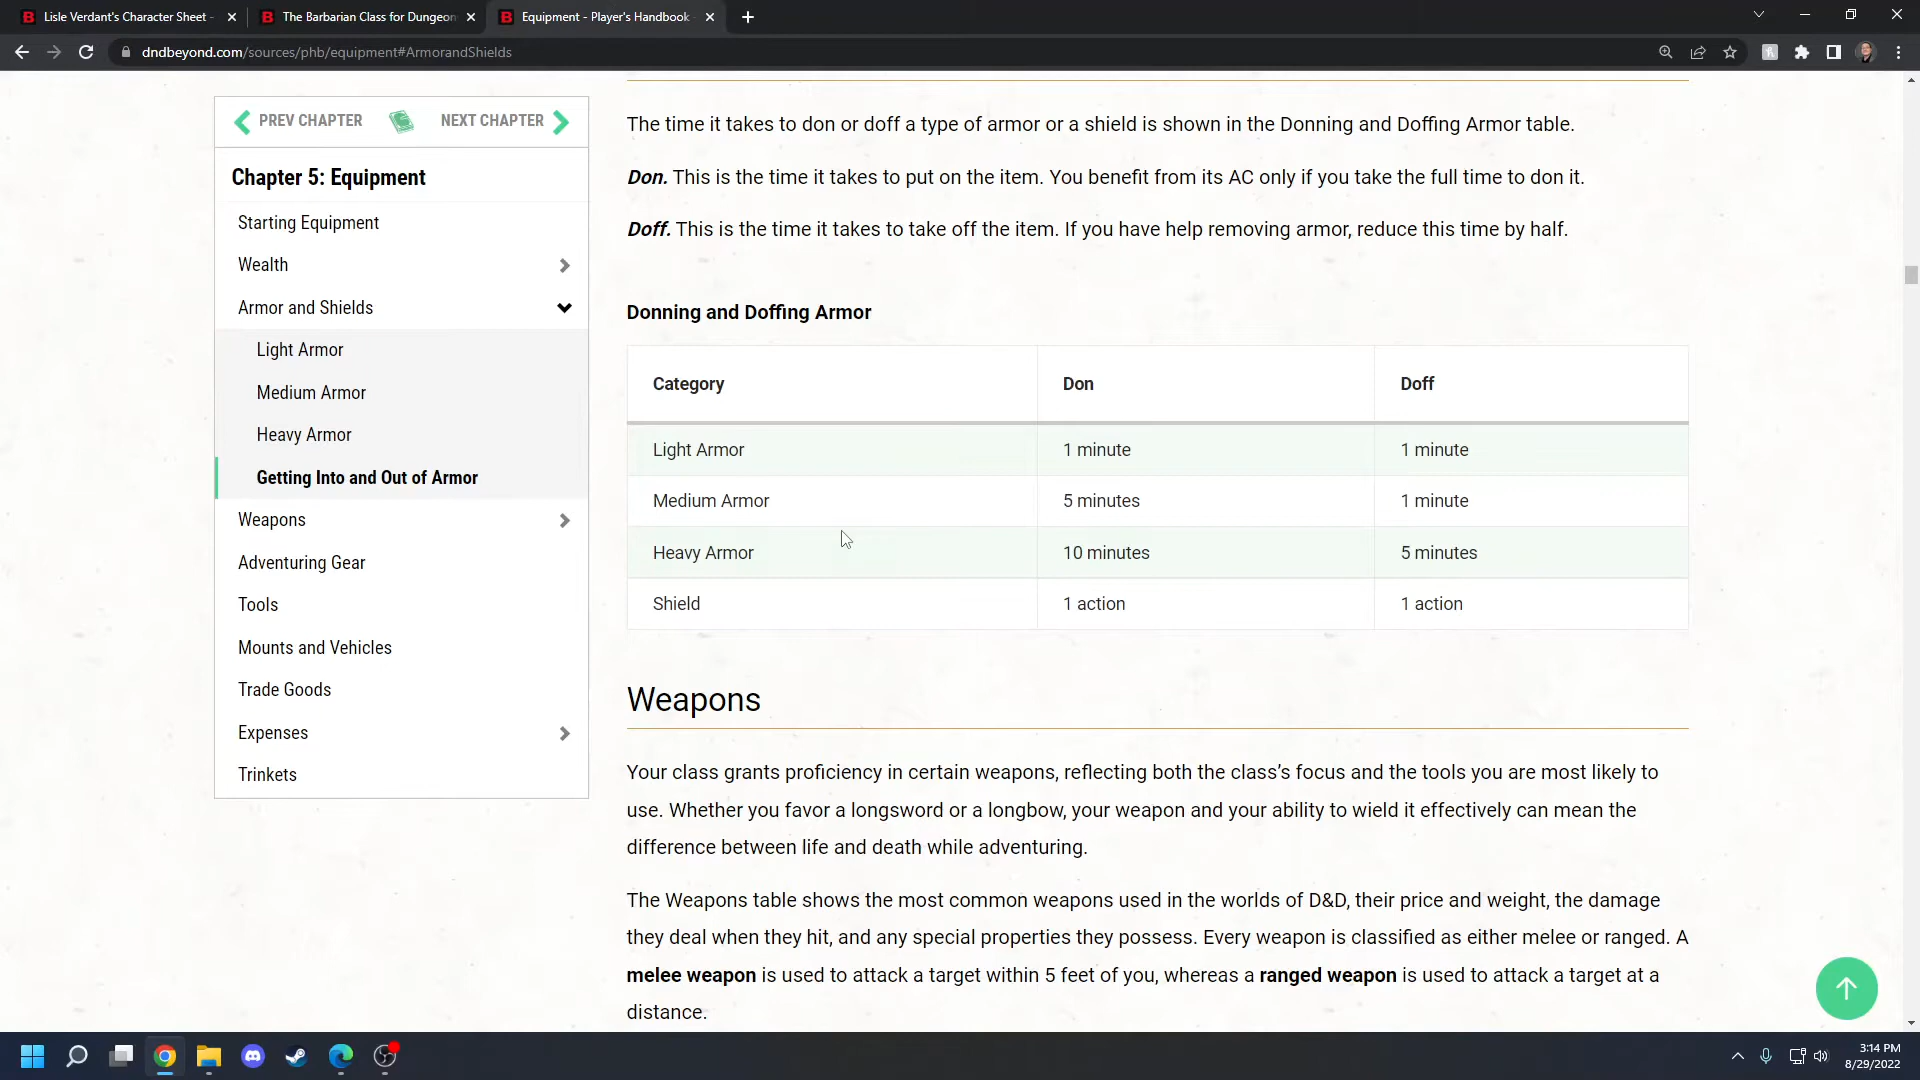 Lisle Verdant's Character Sheet -
The Barbarian Class for Dungeon
Equipment - Player's Handbook
dndbeyond.com/sources/phb/equipment#ArmorandShields
PREV CHAPTER
NEXT CHAPTER
Chapter 5: Equipment
Starting Equipment
Wealth
Armor and Shields
Light Armor
Medium Armor
Heavy Armor
Getting Into and Out of Armor
Weapons
Adventuring Gear
Tools
Mounts and Vehicles
Trade Goods
Expenses
Trinkets
The time it takes to don or doff a type of armor or a shield is shown in the Donning and Doffing Armor table.
Don. This is the time it takes to put on the item. You benefit from its AC only if you take the full time to don it.
Doff. This is the time it takes to take off the item. If you have help removing armor, reduce this time by half.
Donning and Doffing Armor
Category Don Doff
Light Armor 1 minute 1 minute
Medium Armor 5 minutes 1 minute
Heavy Armor 10 minutes 5 minutes
Shield 1 action 1 action
Weapons
Your class grants proficiency in certain weapons, reflecting both the class’s focus and the tools you are most likely to
use. Whether you favor a longsword or a longbow, your weapon and your ability to wield it effectively can mean the
difference between life and death while adventuring.
The Weapons table shows the most common weapons used in the worlds of D&D, their price and weight, the damage
they deal when they hit, and any special properties they possess. Every weapon is classified as either melee or ranged. A
melee weapon is used to attack a target within 5 feet of you, whereas a ranged weapon is used to attack a target at a
distance.
3:14 PM
8/29/2022